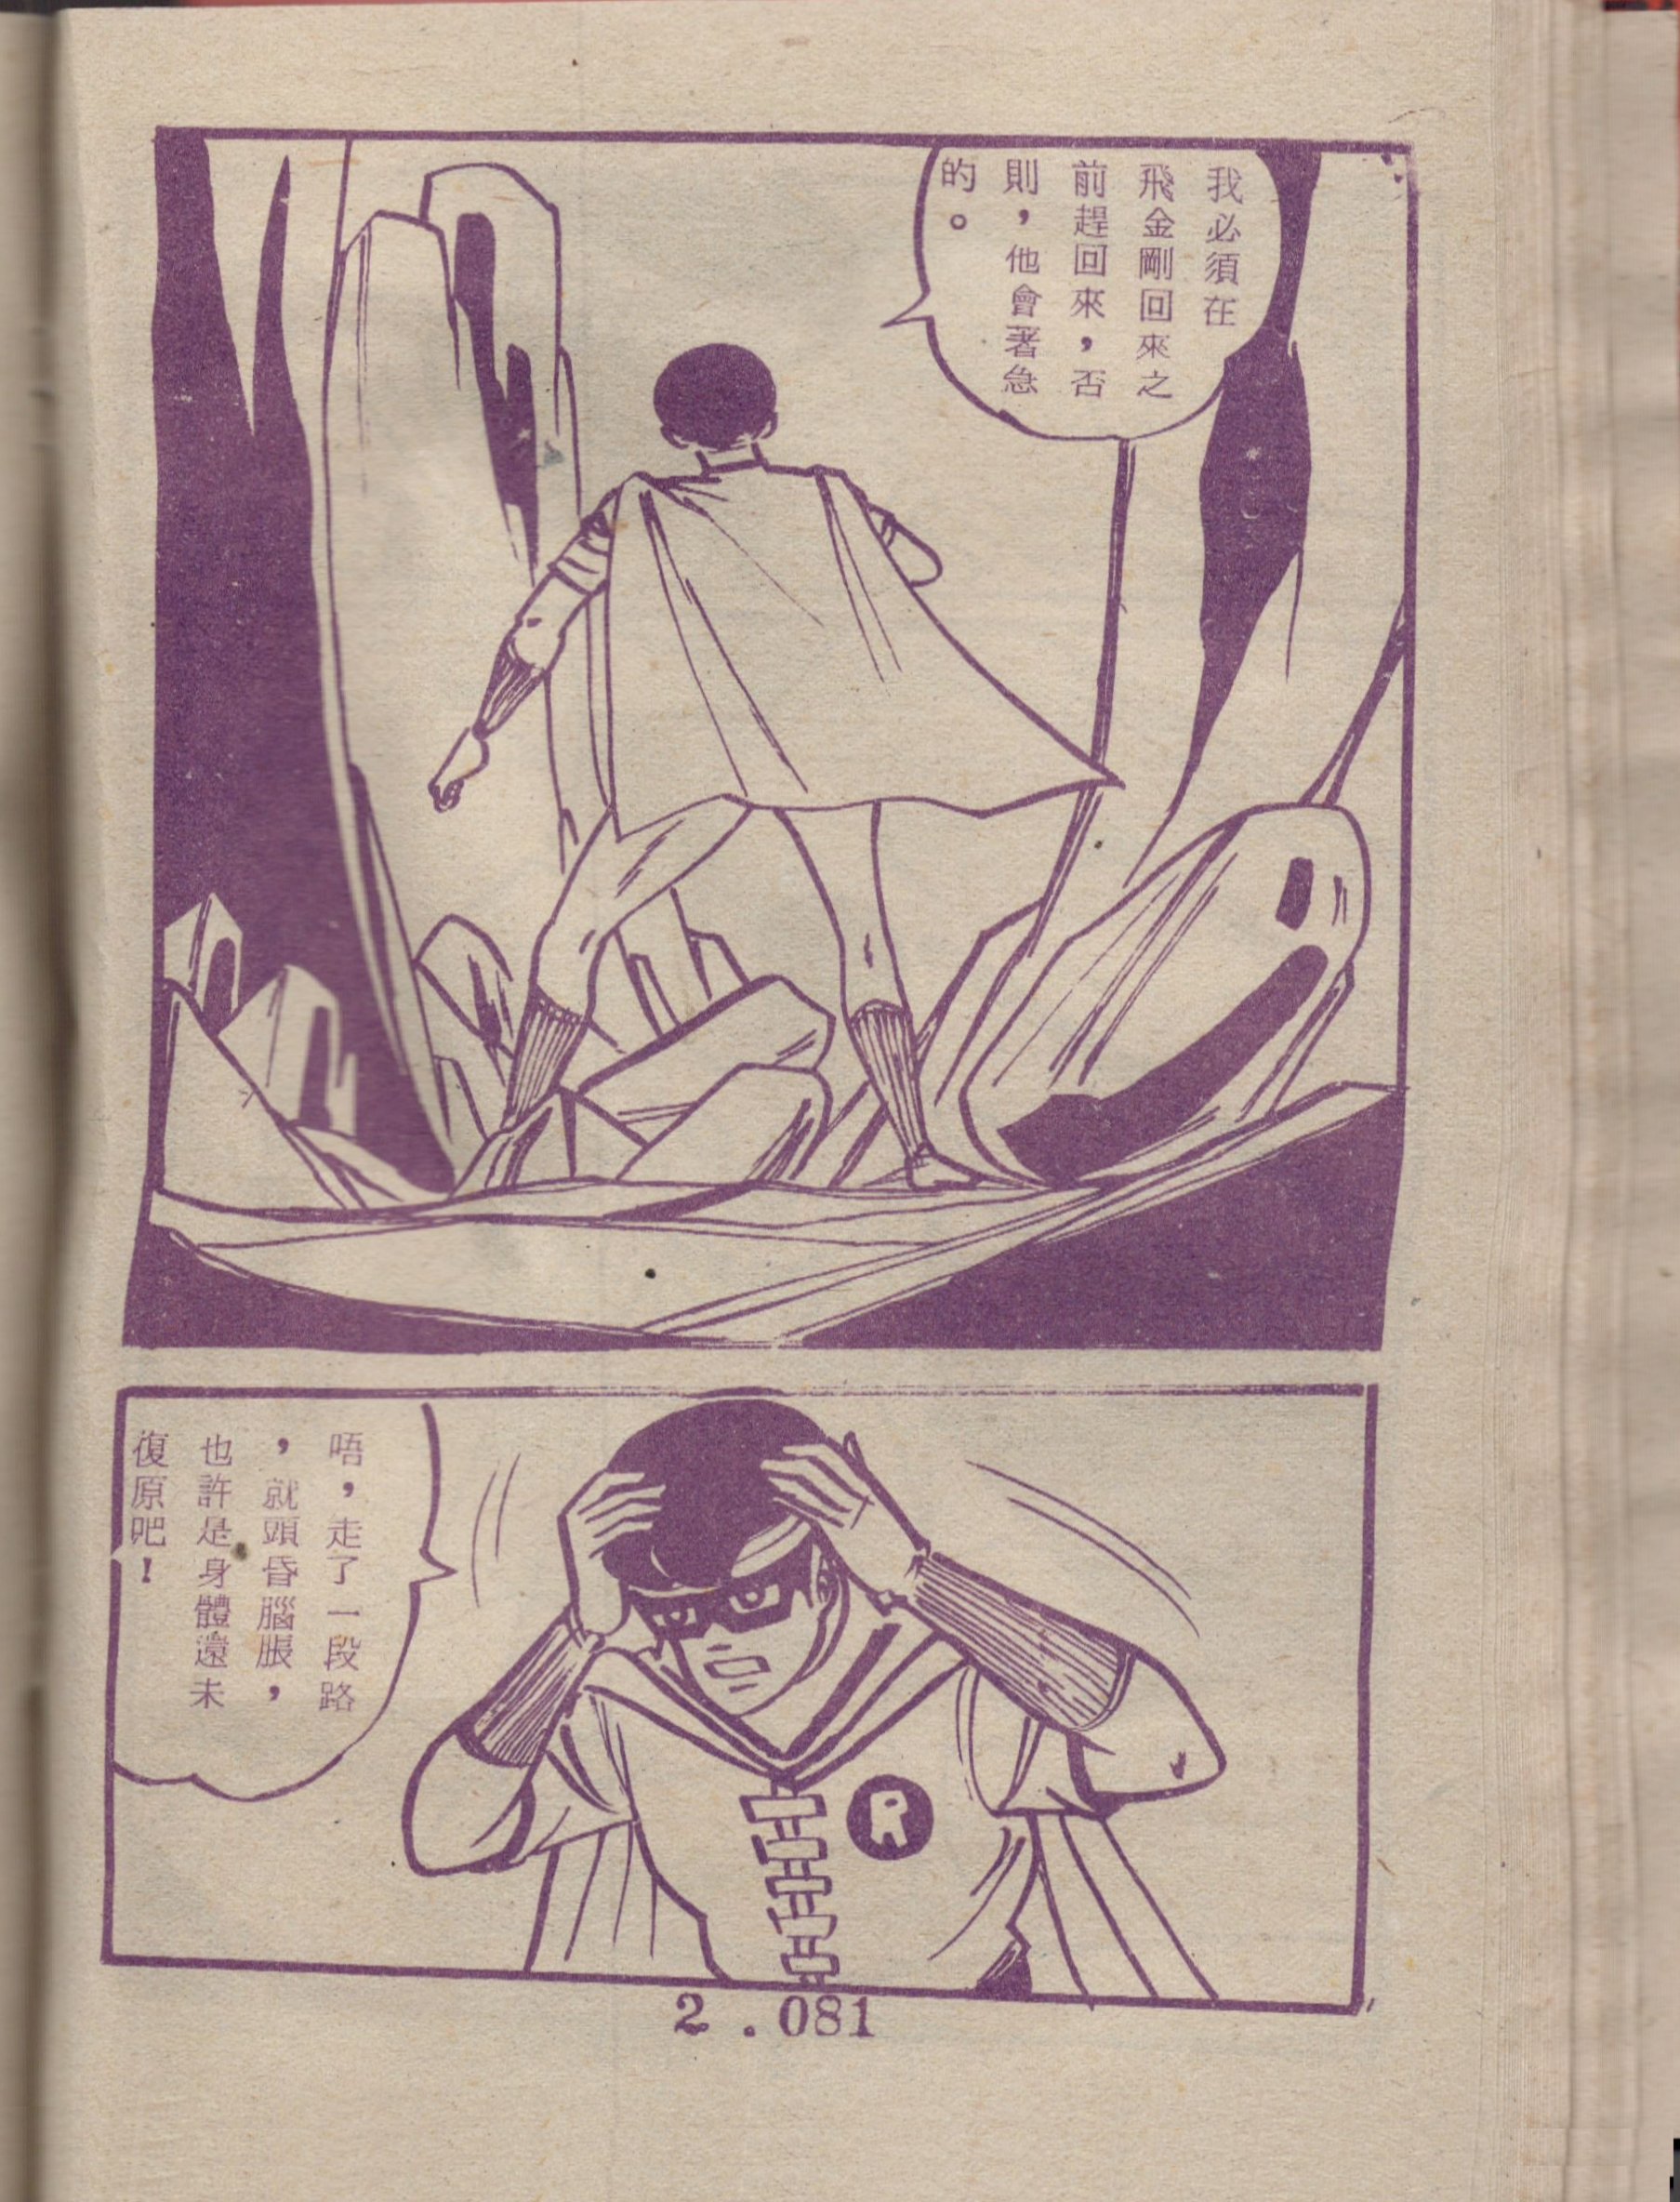 我必須在
飛金剛回來之
前趕回來，否
則，他會著急
的。
唔，走了一段路
，就頭昏腦脹，
也許是身體還未
復原吧！
R
2.081